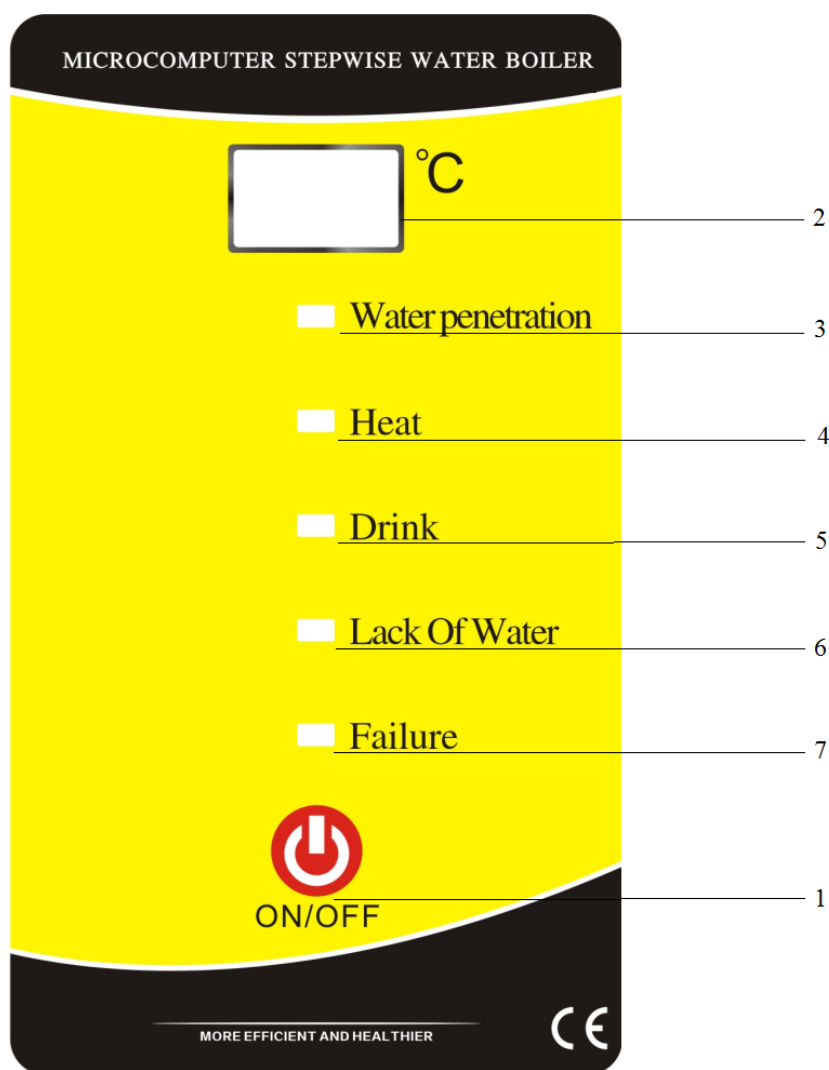 MICROCOMPUTER STEPWISE WATER BOILER
°C
2
Water penetration
3
Heat
4
Drink
5
Lack Of Water
6
Failure
7
1
ON/OFF
MORE EFFICIENT AND HEALTHIER
CE